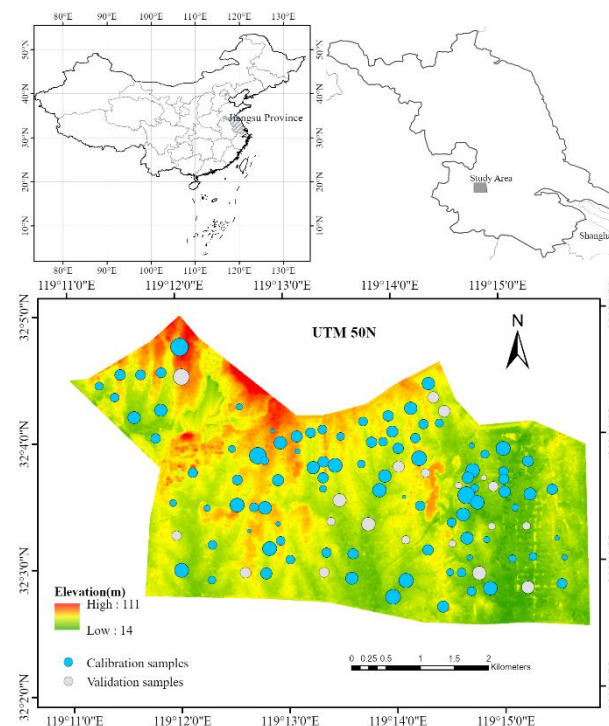 80°E 90°E 100°E 110°E 120°E 130°E
50°N
40°N
30°N
20°N
10°N
50°N
40°N
30°N
20°N
10°N
Jiangsu Province
80°E 90°E 100°E 110°E 120°E 130°E
Study Area
Shangha
119°11'0"E 119°12'0"E 119°13'0"E 119°14'0"E 119°15'0"E
32°5'0"N
32°4'0"N
32°3'0"N
32°2'0"N
UTM 50N
N
Elevation(m)
High : 111
Low : 14
Calibration samples
Validation samples
0 0.25 0.5 1 1.5 2
Kilometers
119°11'0"E 119°12'0"E 119°13'0"E 119°14'0"E 119°15'0"E